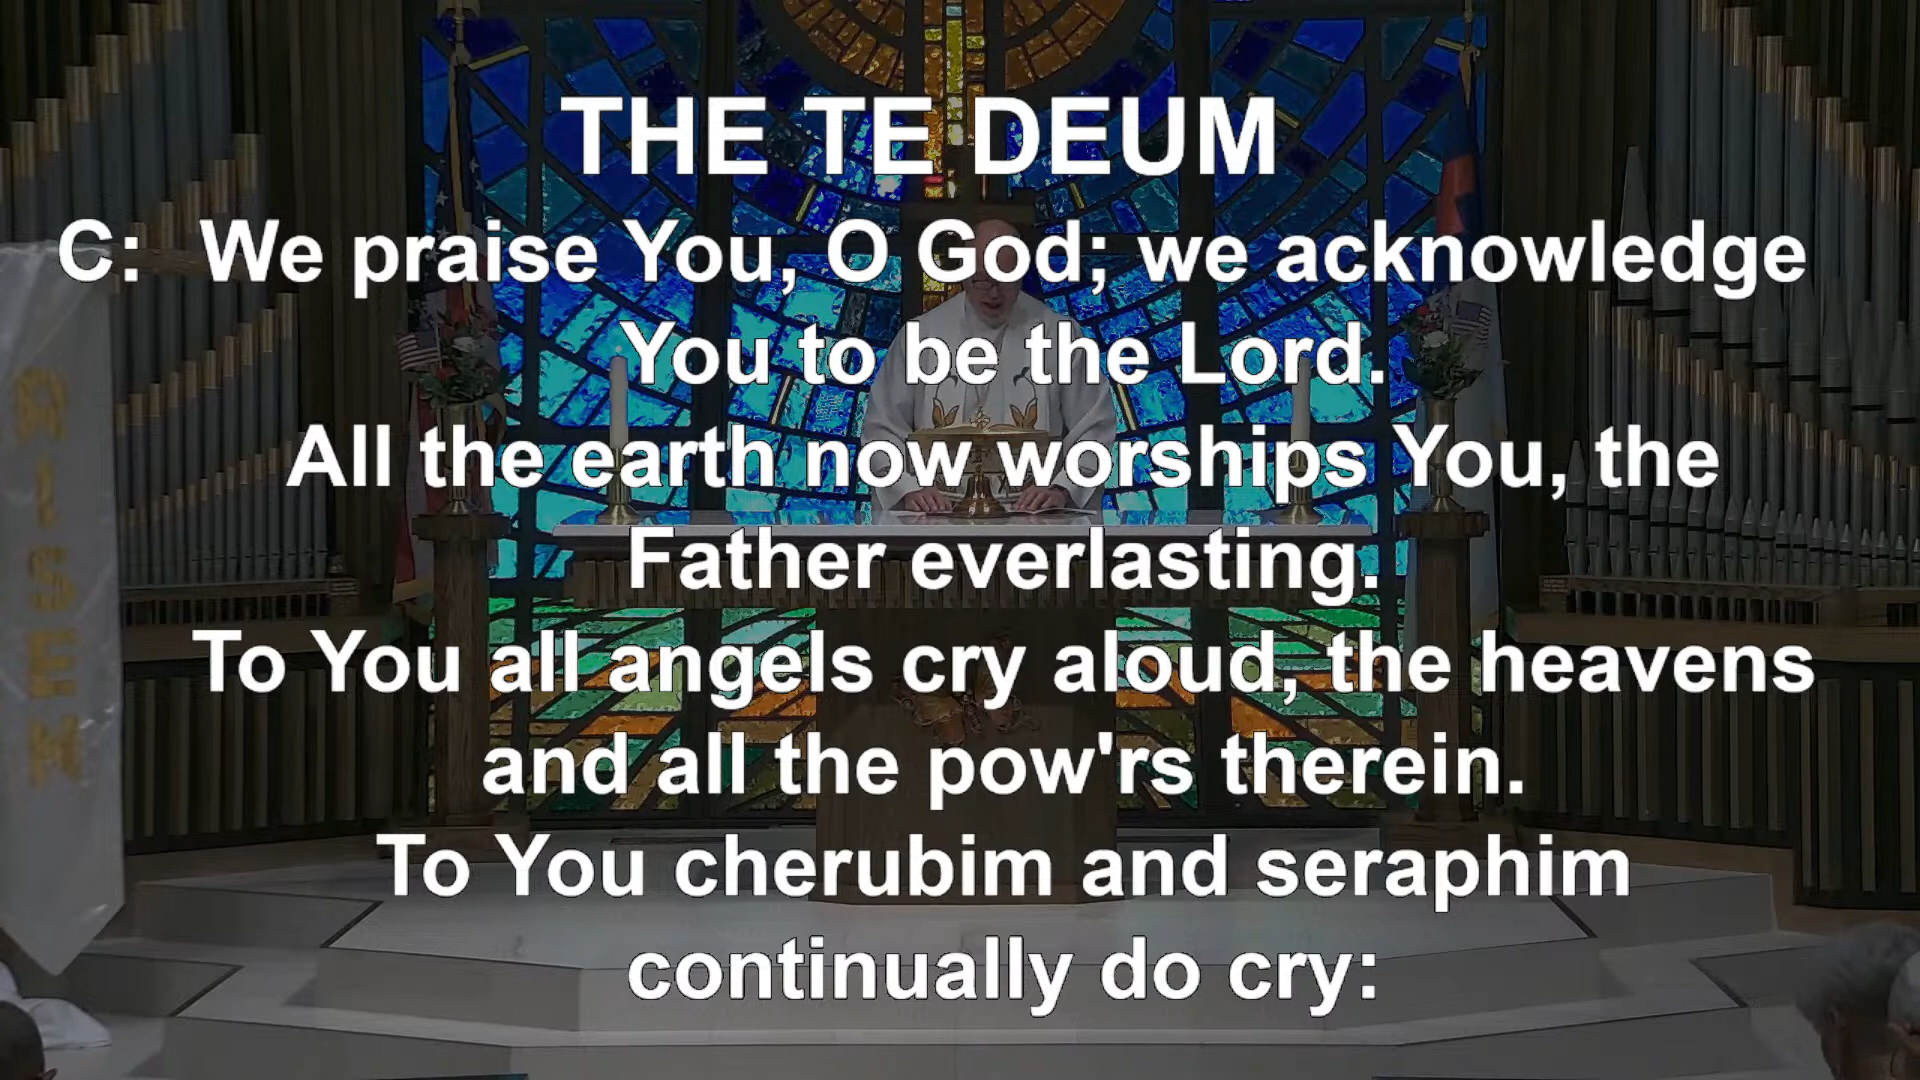 THE TE DEUM
C: We praise You, O God; we acknowledge
You to be the Lord.
All the earth now worships You, the
Father everlasting.
To You all angels cry aloud, the heavens
and all the pow'rs therein.
To You cherubim and seraphim
continually do cry:
RISEN